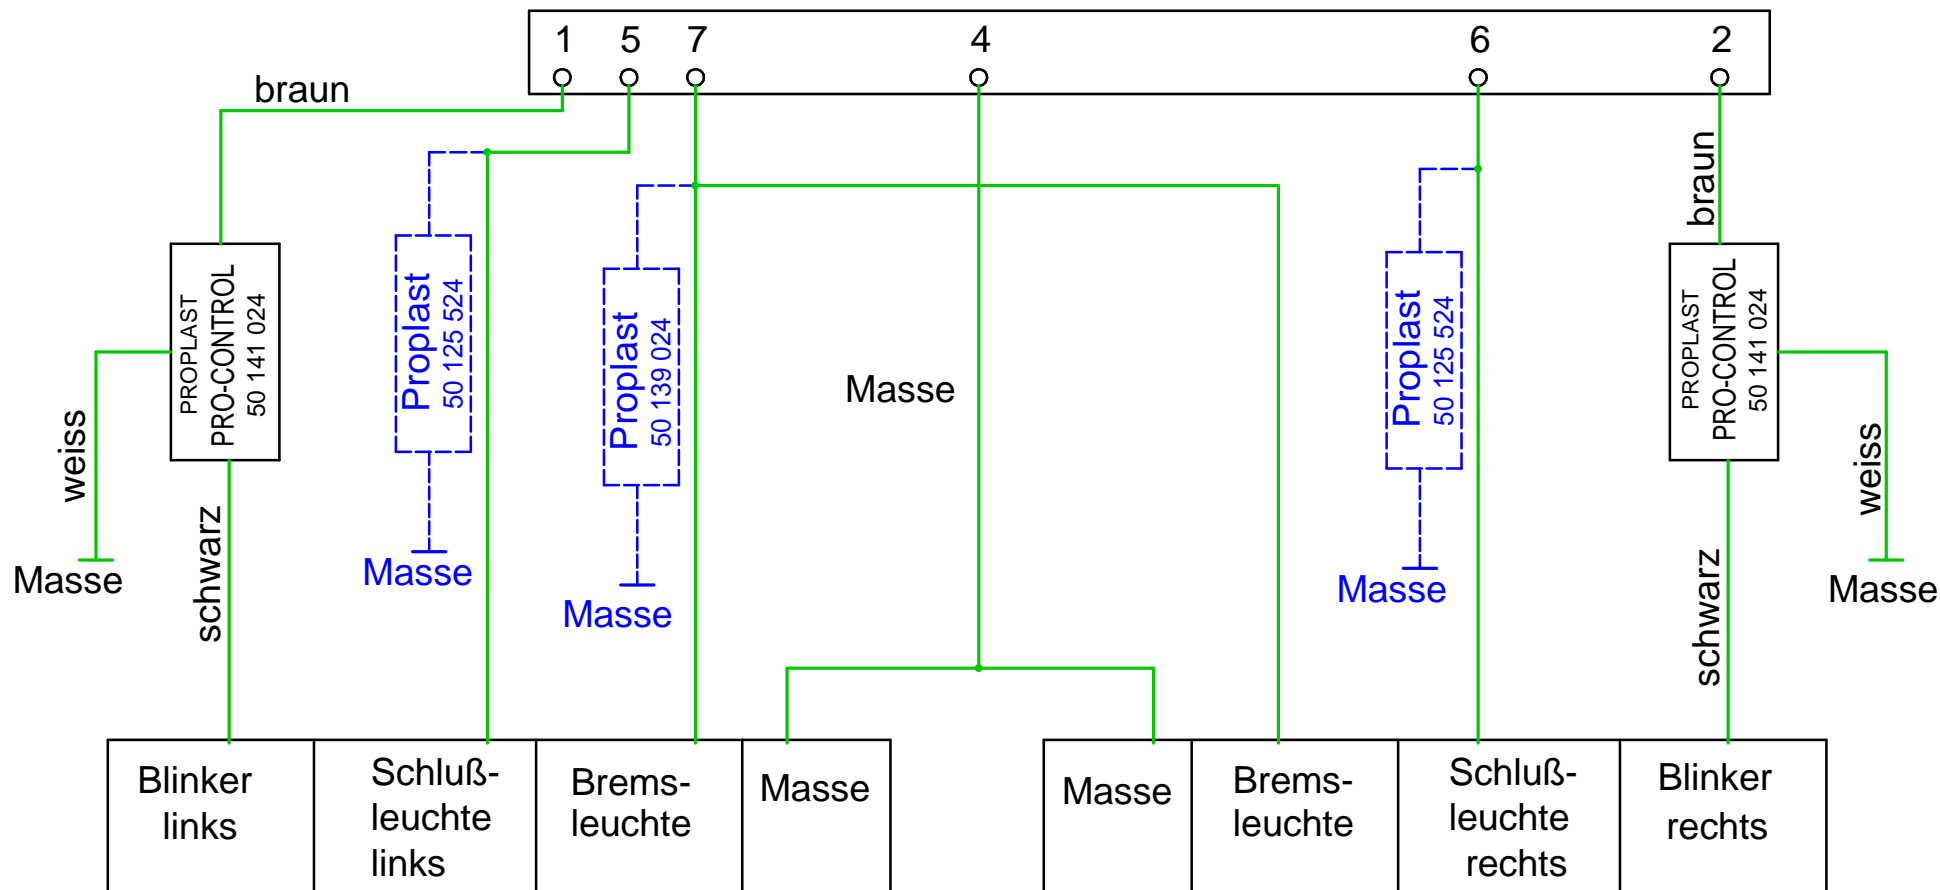 1 5 7 4 6 2
braun
braun
PROPLAST
PRO-CONTROL
50 141 024
weiss
Masse
schwarz
Proplast
50 125 524
Masse
Proplast
50 139 024
Masse
Masse
Proplast
50 125 524
Masse
PROPLAST
PRO-CONTROL
50 141 024
weiss
Masse
schwarz
Blinker
links
Schluß-
leuchte
links
Brems-
leuchte
Masse
Masse
Brems-
leuchte
Schluß-
leuchte
rechts
Blinker
rechts